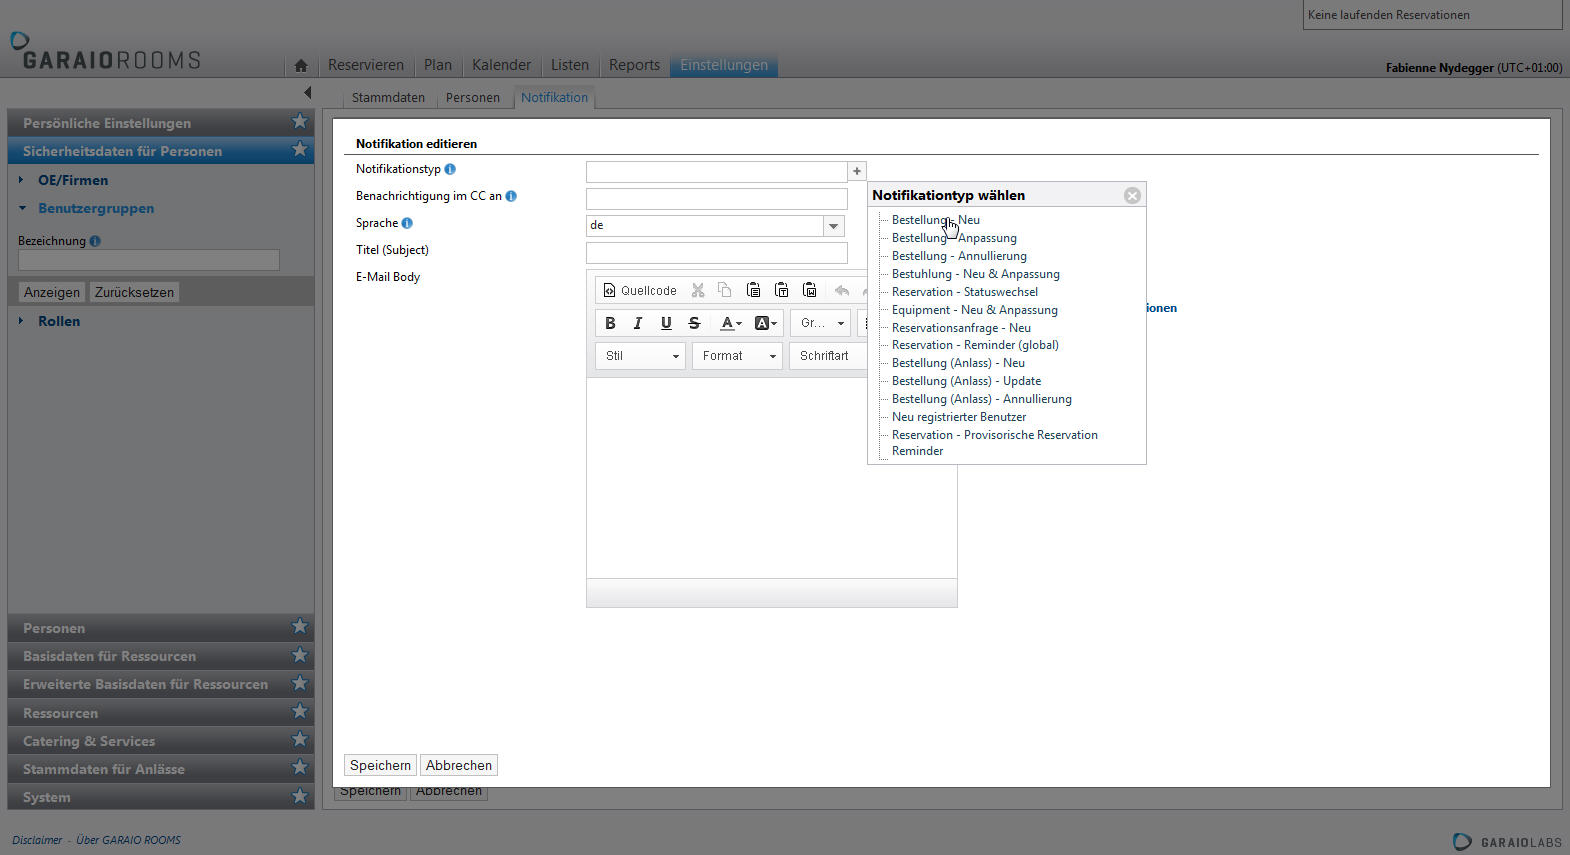 Keine laufenden Reservationen
GARAIOROOMS
Reservieren
Plan
Kalender
Listen
Reports
Einstellungen
Fabienne Nydegger (UTC+01:00)
Stammdaten
Personen
Notifikation
Persönliche Einstellungen
Sicherheitsdaten für Personen
OE/Firmen
Benutzergruppen
Bezeichnung
Anzeigen
Zurücksetzen
Rollen
Personen
Basisdaten für Ressourcen
Erweiterte Basisdaten für Ressourcen
Ressourcen
Catering & Services
Stammdaten für Anlässe
System
Notifikation editieren
Notifikationstyp
Benachrichtigung im CC an
Sprache
de
Titel (Subject)
E-Mail Body
Quellcode
B I U S A A Gr...
Stil
Format
Schriftart
ionen
Notifikationtyp wählen
Bestellung - Neu
Bestellung - Anpassung
Bestellung - Annullierung
Bestuhlung - Neu & Anpassung
Reservation - Statuswechsel
Equipment - Neu & Anpassung
Reservationsanfrage - Neu
Reservation - Reminder (global)
Bestellung (Anlass) - Neu
Bestellung (Anlass) - Update
Bestellung (Anlass) - Annullierung
Neu registrierter Benutzer
Reservation - Provisorische Reservation
Reminder
Speichern
Abbrechen
Speichern
Abbrechen
Disclaimer - Über GARAIO ROOMS
GARAIOLABS